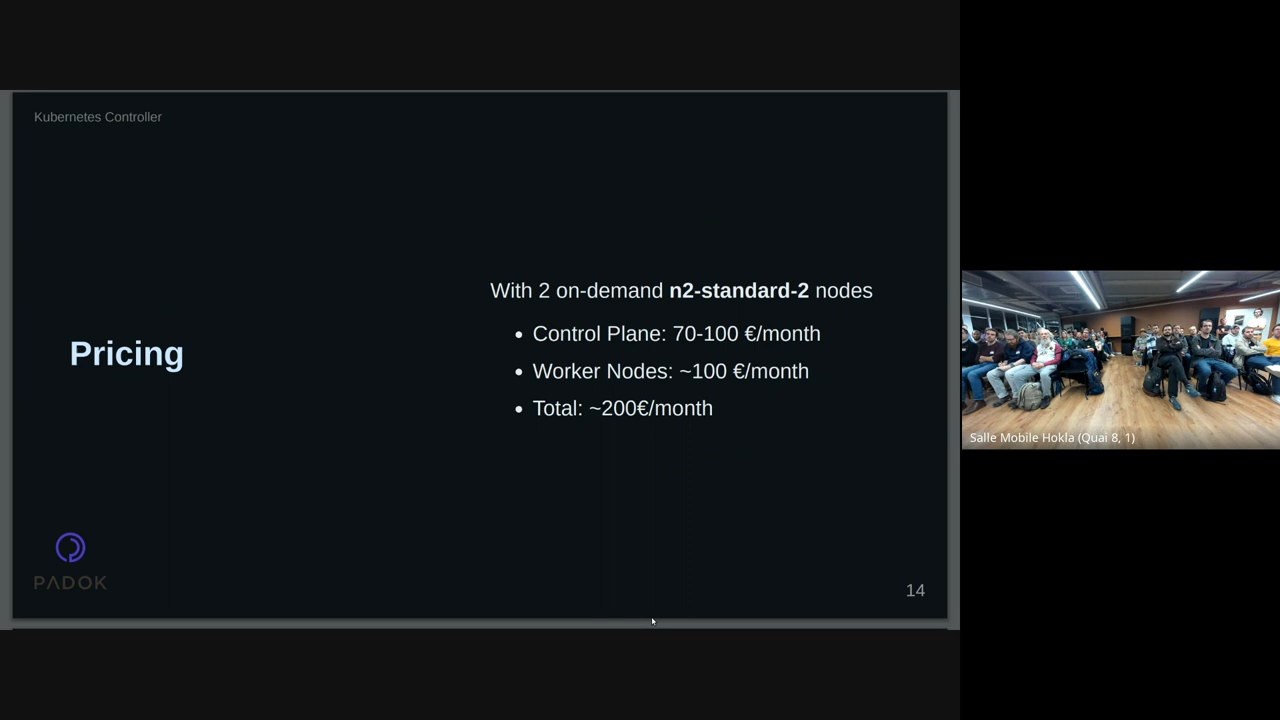 Kubernetes Controller
Pricing
With 2 on-demand n2-standard-2 nodes
• Control Plane: 70-100 €/month
• Worker Nodes: ~100 €/month
• Total: ~200€/month
PADOK
14
Salle Mobile Hokla (Quai 8, 1)